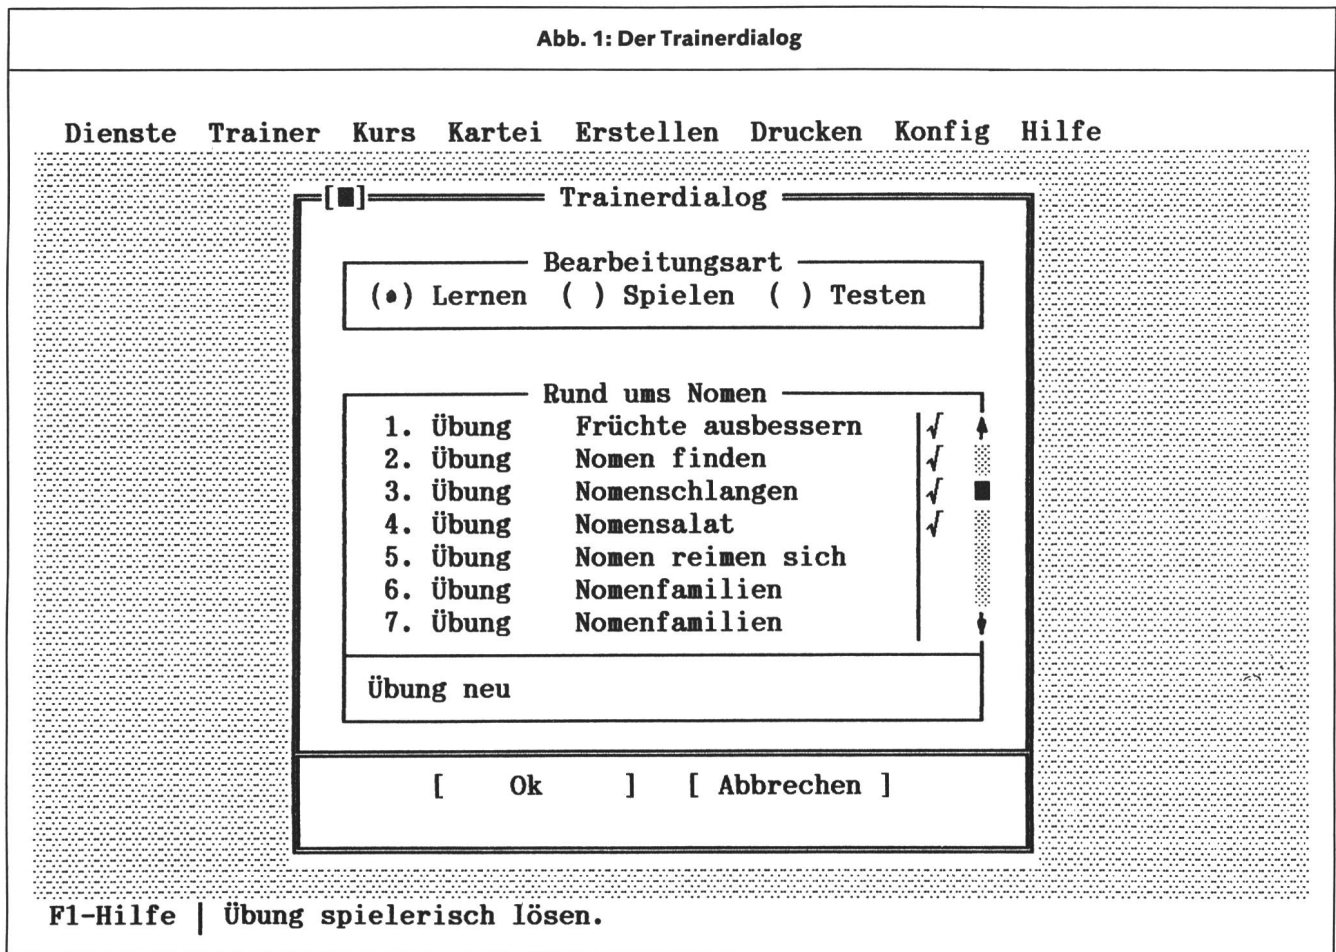 Abb. 1: Der Trainerdialog
Dienste Trainer Kurs Kartei Erstellen Drucken Konfig Hilfe
[■] Trainerdialog
Bearbeitungsart
(•) Lernen ( ) Spielen ( ) Testen
Rund ums Nomen
1. Übung Früchte ausbessern √
2. Übung Nomen finden √
3. Übung Nomenschlangen √
4. Übung Nomensalat √
5. Übung Nomen reimen sich
6. Übung Nomenfamilien
7. Übung Nomenfamilien
Übung neu
[ Ok ] [ Abbrechen ]
F1-Hilfe | Übung spielerisch lösen.